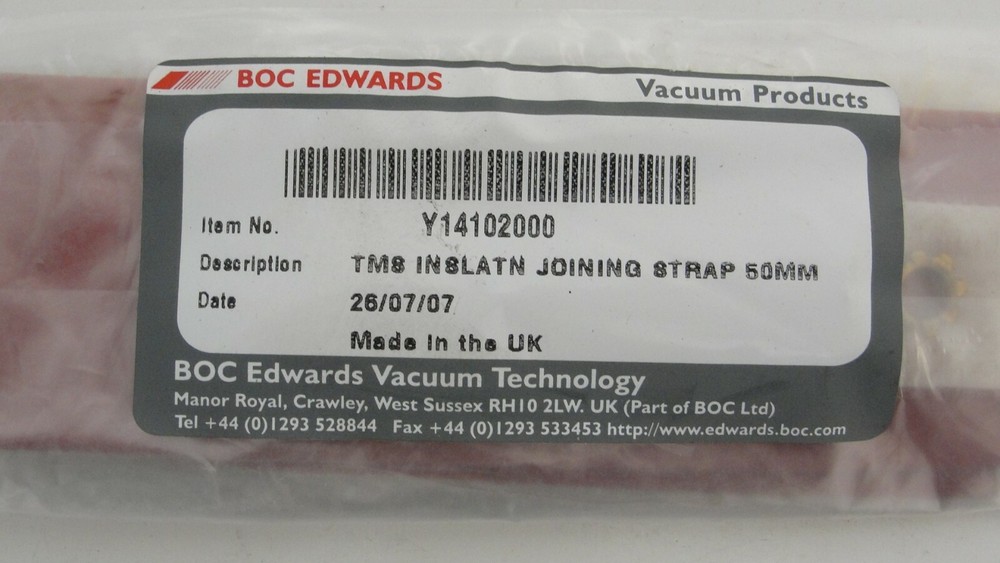 BOC EDWARDS Vacuum Products
Item No. Y14102000
Description TMS INSLATN JOINING STRAP 50MM
Date 26/07/07
Made in the UK
BOC Edwards Vacuum Technology
Manor Royal, Crawley, West Sussex RH10 2LW. UK (Part of BOC Ltd)
Tel +44 (0)1293 528844 Fax +44 (0)1293 533453 http://www.edwards.boc.com